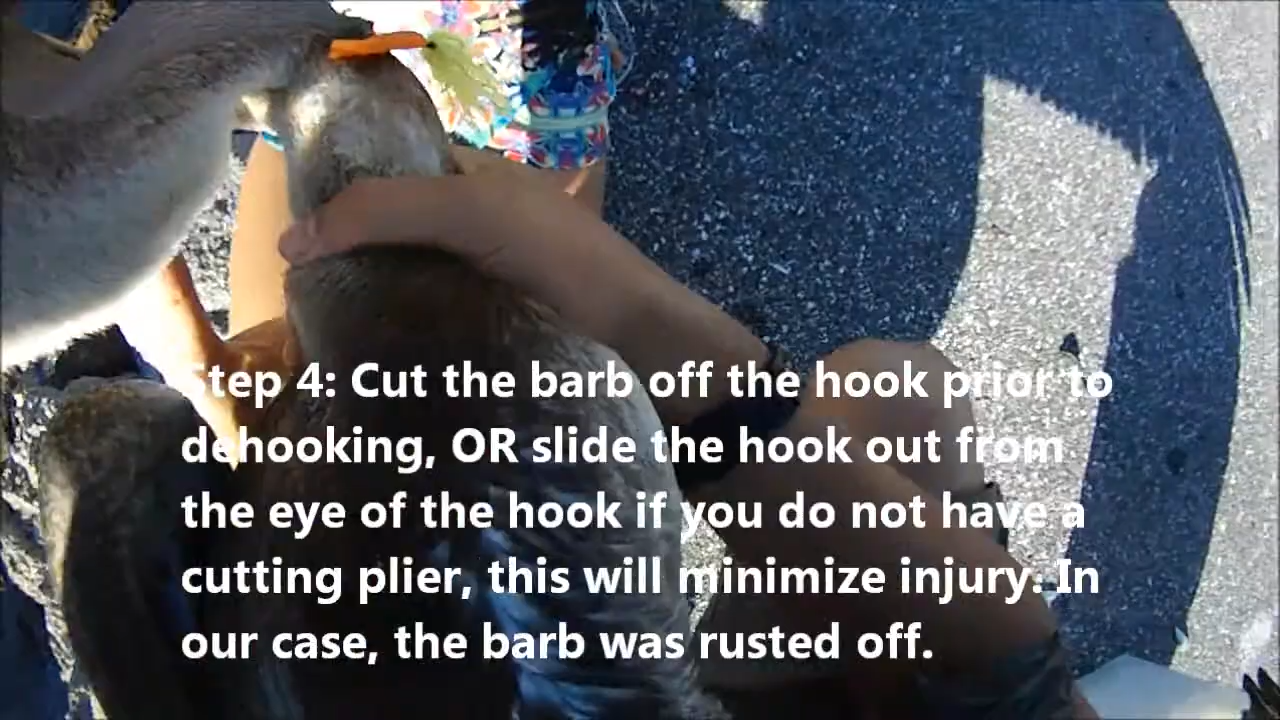 Step 4: Cut the barb off the hook prior to
dehooking, OR slide the hook out from
the eye of the hook if you do not have a
cutting plier, this will minimize injury. In
our case, the barb was rusted off.